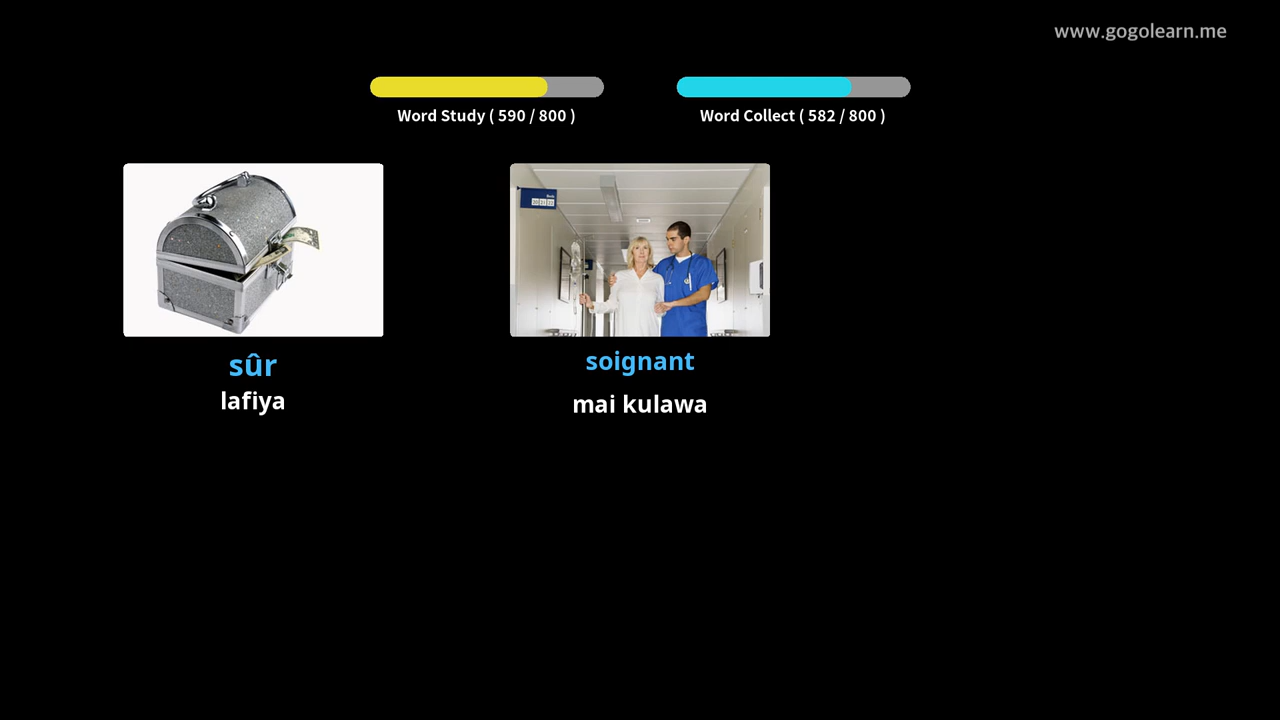 www.gogolearn.me
Word Study ( 590 / 800 )
Word Collect ( 582 / 800 )
sûr
lafiya
soignant
mai kulawa